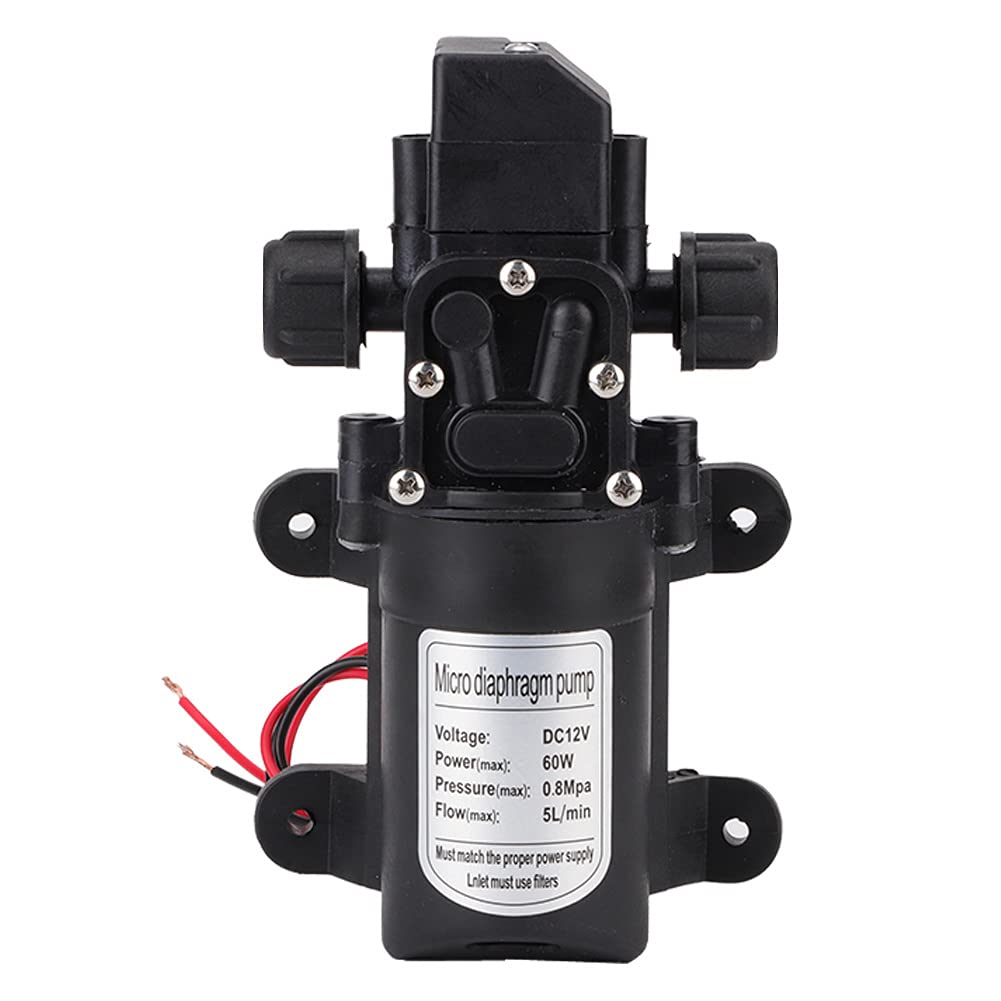 Micro diaphragm pump
Voltage: DC12V
Power(max): 60W
Pressure(max): 0.8Mpa
Flow(max): 5L/min
Must match the proper power supply
Lnlet must use filters